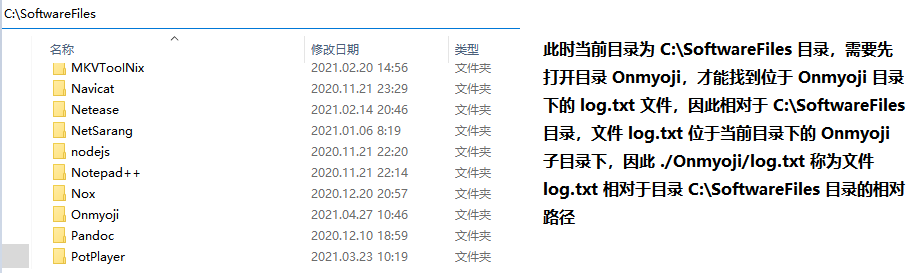 C:\SoftwareFiles
名称 修改日期 类型
MKVToolNix 2021.02.20 14:56 文件夹
Navicat 2020.11.21 23:29 文件夹
Netease 2021.02.14 20:46 文件夹
NetSarang 2021.01.06 8:19 文件夹
nodejs 2020.11.21 22:20 文件夹
Notepad++ 2020.11.21 22:14 文件夹
Nox 2020.12.20 20:57 文件夹
Onmyoji 2021.04.27 10:46 文件夹
Pandoc 2020.12.10 18:59 文件夹
PotPlayer 2021.03.23 10:19 文件夹
此时当前目录为 C:\SoftwareFiles 目录，需要先
打开目录 Onmyoji，才能找到位于 Onmyoji 目录
下的 log.txt 文件，因此相对于 C:\SoftwareFiles
目录，文件 log.txt 位于当前目录下的 Onmyoji
子目录下，因此 ./Onmyoji/log.txt 称为文件
log.txt 相对于目录 C:\SoftwareFiles 目录的相对
路径